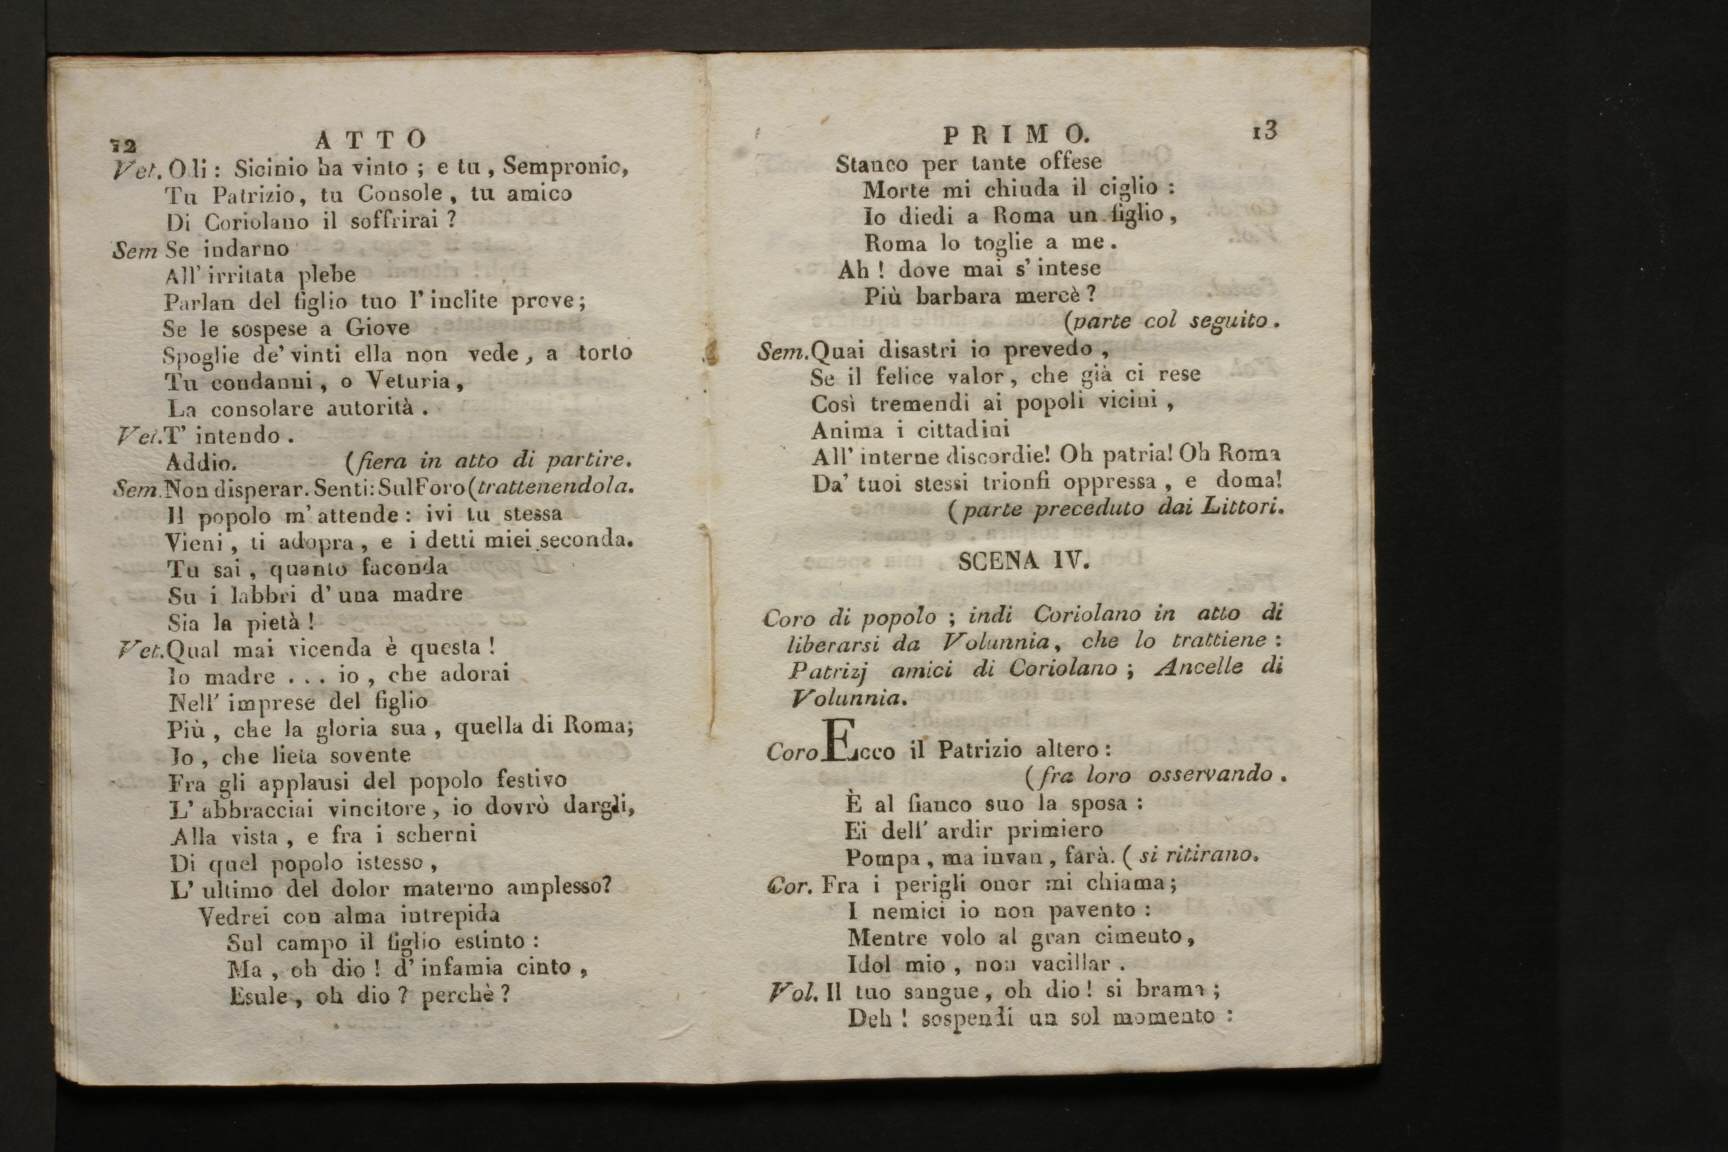 12 ATTO
Vet. Odi: Sicinio ha vinto; e tu, Sempronio,
Tu Patrizio, tu Console, tu amico
Di Coriolano il soffrirai?
Sem Se indarno
All' irritata plebe
Parlan del figlio tuo l' inclite prove;
Se le sospese a Giove
Spoglie de' vinti ella non vede, a torto
Tu condanni, o Veturia,
La consolare autorità.
Vet. T' intendo.
Addio. (fiera in atto di partire.
Sem. Non disperar. Senti: Sul Foro (trattenendola.
Il popolo m' attende: ivi tu stessa
Vieni, ti adopra, e i detti miei seconda.
Tu sai, quanto faconda
Su i labbri d' una madre
Sia la pietà!
Vet. Qual mai vicenda è questa!
Io madre ... io, che adorai
Nell' imprese del figlio
Più, che la gloria sua, quella di Roma;
Io, che lieta sovente
Fra gli applausi del popolo festivo
L' abbracciai vincitore, io dovrò dargli,
Alla vista, e fra i scherni
Di quel popolo istesso,
L' ultimo del dolor materno amplesso?
Vedrei con alma intrepida
Sul campo il figlio estinto:
Ma, oh dio! d' infamia cinto,
Esule, oh dio? perchè?
PRIMO. 13
Stanco per tante offese
Morte mi chiuda il ciglio:
Io diedi a Roma un figlio,
Roma lo toglie a me.
Ah! dove mai s' intese
Più barbara mercè?
(parte col seguito.
Sem. Quai disastri io prevedo,
Se il felice valor, che già ci rese
Così tremendi ai popoli vicini,
Anima i cittadini
All' interne discordie! Oh patria! Oh Roma
Da' tuoi stessi trionfi oppressa, e doma!
(parte preceduto dai Littori.
SCENA IV.
Coro di popolo; indi Coriolano in atto di
liberarsi da Volunnia, che lo trattiene:
Patrizj amici di Coriolano; Ancelle di
Volunnia.
Coro Ecco il Patrizio altero:
(fra loro osservando.
È al fianco suo la sposa:
Ei dell' ardir primiero
Pompa, ma invan, farà. (si ritirano.
Cor. Fra i perigli onor mi chiama;
I nemici io non pavento:
Mentre volo al gran cimento,
Idol mio, non vacillar.
Vol. Il tuo sangue, oh dio! si brama;
Deh! sospendi un sol momento: